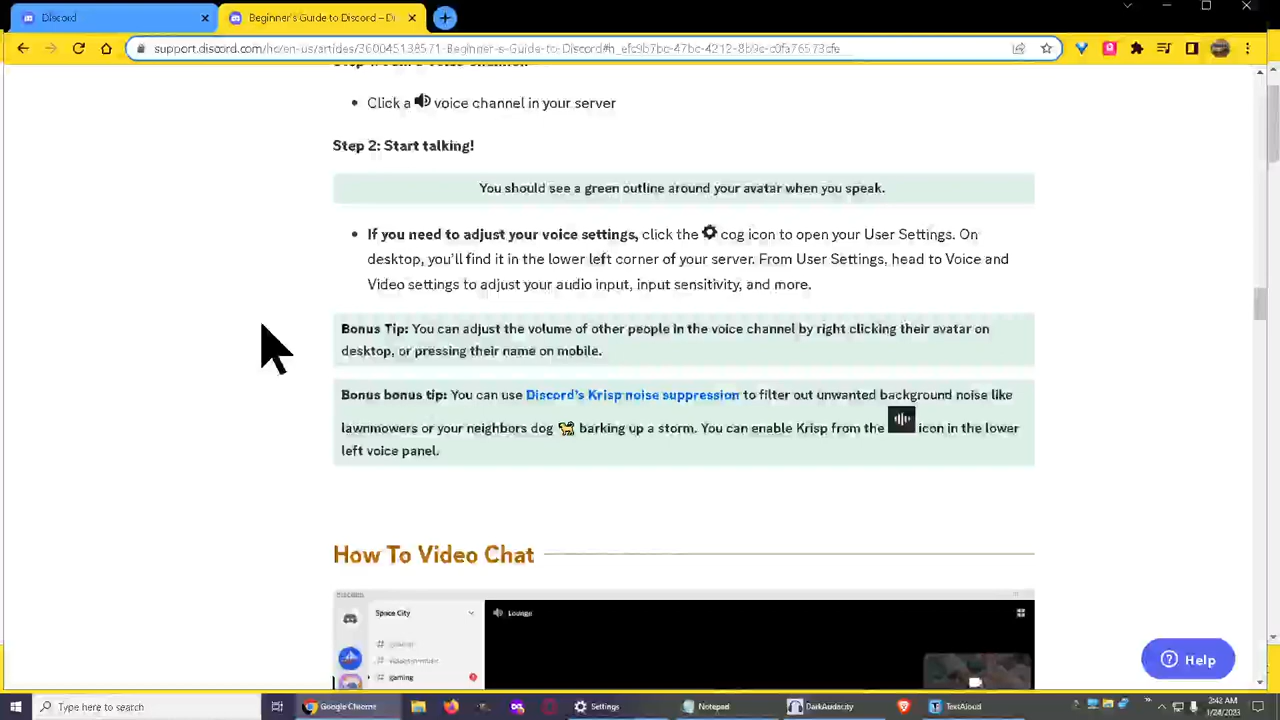 Discord
Beginner's Guide to Discord – Di
support.discord.com/hc/en-us/articles/360045138571-Beginner-s-Guide-to-Discord#h_efc9b7bc-47bc-4212-8b9c-c0fa76573cfe
Click a voice channel in your server
Step 2: Start talking!
You should see a green outline around your avatar when you speak.
If you need to adjust your voice settings, click the cog icon to open your User Settings. On
desktop, you'll find it in the lower left corner of your server. From User Settings, head to Voice and
Video settings to adjust your audio input, input sensitivity, and more.
Bonus Tip: You can adjust the volume of other people in the voice channel by right clicking their avatar on
desktop, or pressing their name on mobile.
Bonus bonus tip: You can use Discord's Krisp noise suppression to filter out unwanted background noise like
lawnmowers or your neighbors dog barking up a storm. You can enable Krisp from the icon in the lower
left voice panel.
How To Video Chat
Space City
Lounge
gaming
Help
Type here to search
Google Chrome
Settings
Notepad
DarkAudacity
TextAloud
2:42 AM
1/24/2023